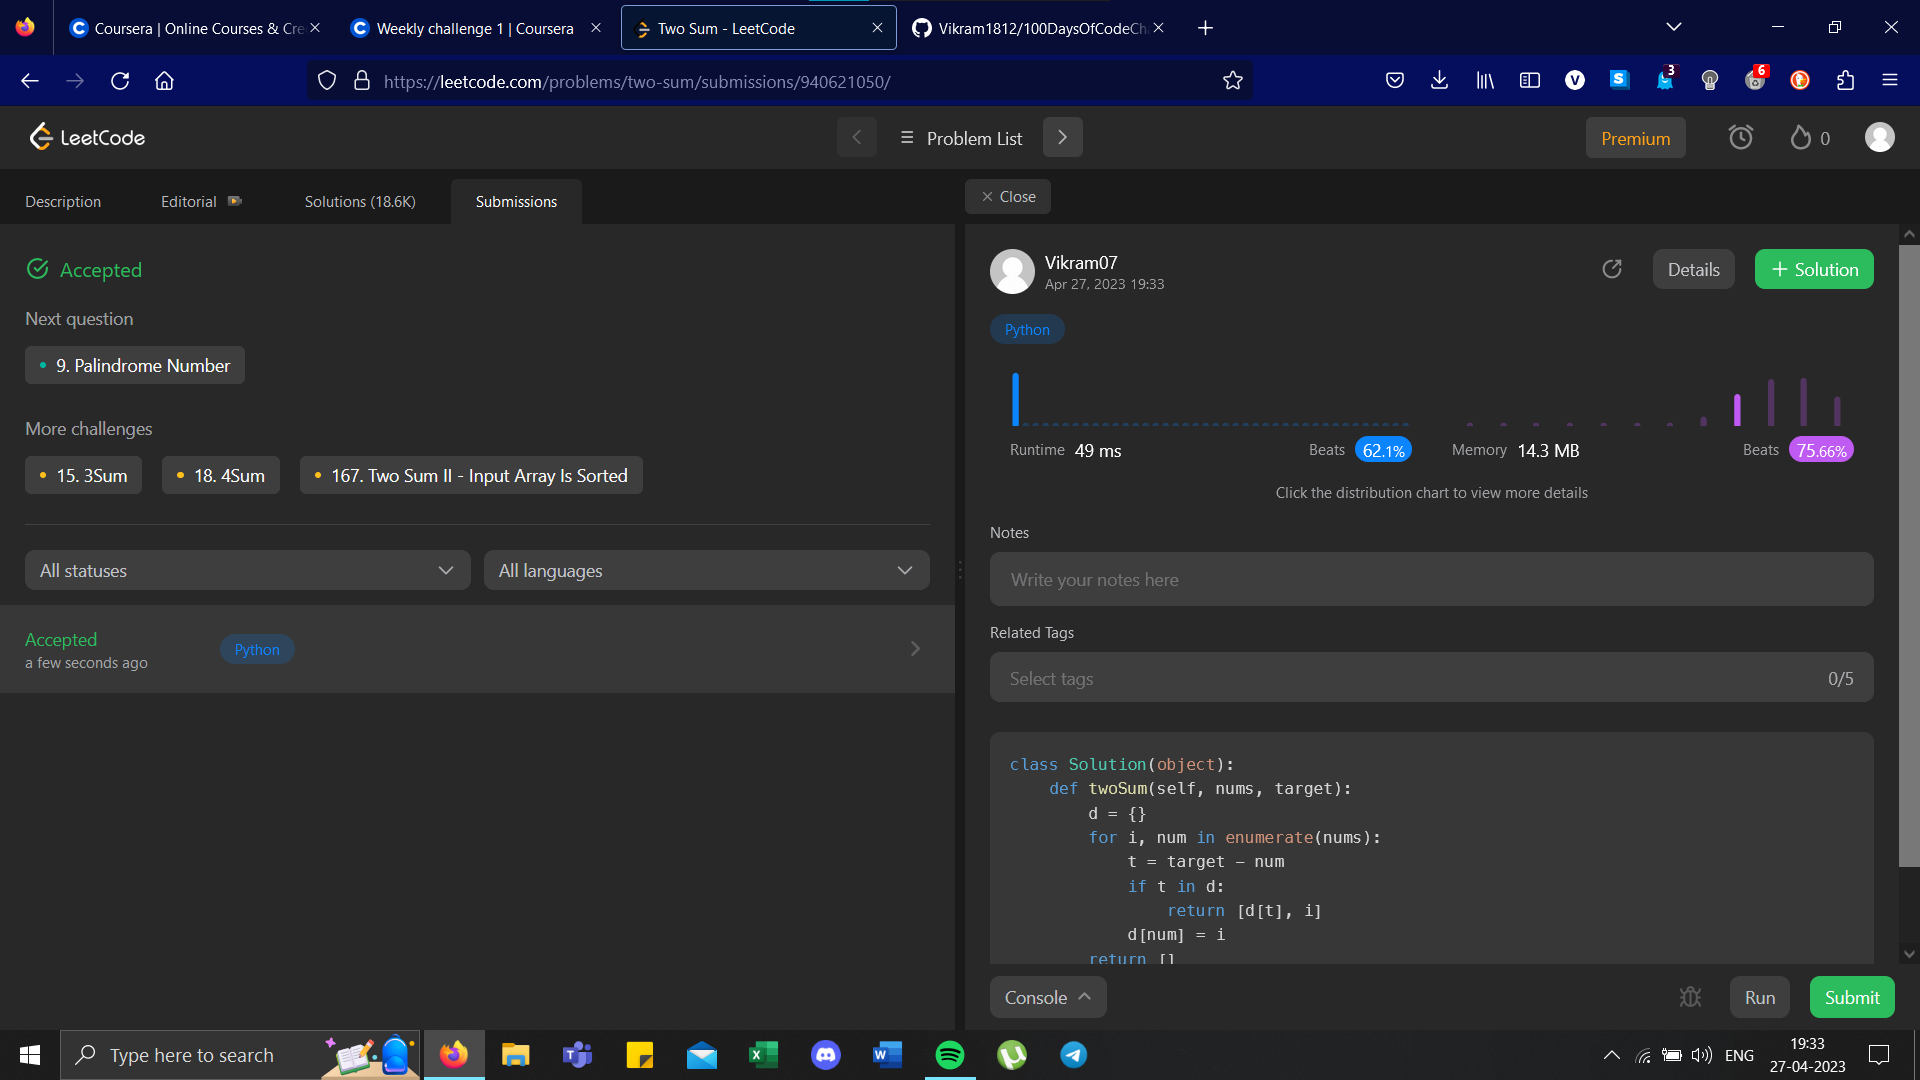 Coursera | Online Courses & Cre
Weekly challenge 1 | Coursera
Two Sum - LeetCode
Vikram1812/100DaysOfCodeCh
https://leetcode.com/problems/two-sum/submissions/940621050/
V
S
3
6
LeetCode
Problem List
Premium
0
Description
Editorial
Solutions (18.6K)
Submissions
Close
Accepted
Next question
9. Palindrome Number
More challenges
15. 3Sum
18. 4Sum
167. Two Sum II - Input Array Is Sorted
All statuses
All languages
Accepted
a few seconds ago
Python
Vikram07
Apr 27, 2023 19:33
Details
+ Solution
Python
Runtime 49 ms
Beats 62.1%
Memory 14.3 MB
Beats 75.66%
Click the distribution chart to view more details
Notes
Write your notes here
Related Tags
Select tags
0/5
class Solution(object):
    def twoSum(self, nums, target):
        d = {}
        for i, num in enumerate(nums):
            t = target - num
            if t in d:
                return [d[t], i]
            d[num] = i
        return []
Console
Run
Submit
Type here to search
ENG
19:33
27-04-2023